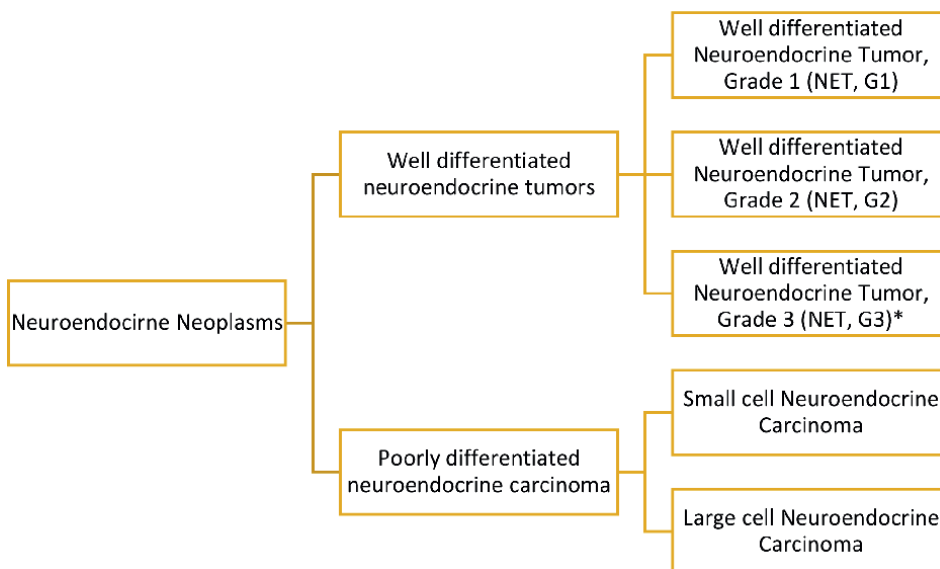 Well differentiated
Neuroendocrine Tumor,
Grade 1 (NET, G1)
Well differentiated
neuroendocrine tumors
Well differentiated
Neuroendocrine Tumor,
Grade 2 (NET, G2)
Well differentiated
Neuroendocrine Tumor,
Grade 3 (NET, G3)*
Neuroendocirne Neoplasms
Small cell Neuroendocrine
Carcinoma
Poorly differentiated
neuroendocrine carcinoma
Large cell Neuroendocrine
Carcinoma